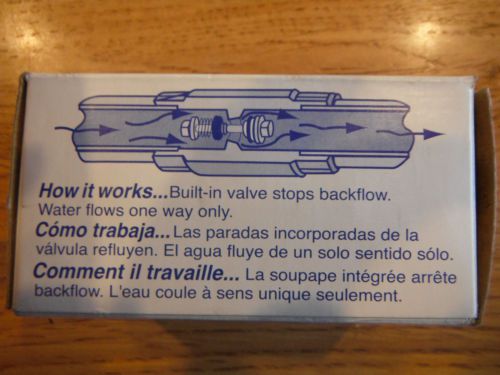 How it works...Built-in valve stops backflow.
Water flows one way only.
Cómo trabaja...Las paradas incorporadas de la
válvula refluyen. El agua fluye de un solo sentido sólo.
Comment il travaille... La soupape intégrée arrête
backflow. L'eau coule à sens unique seulement.